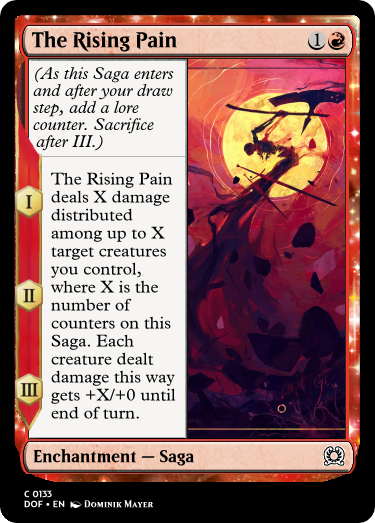 The Rising Pain 1
(As this Saga enters
and after your draw
step, add a lore
counter. Sacrifice
after III.)
I
II
III
The Rising Pain
deals X damage
distributed
among up to X
target creatures
you control,
where X is the
number of
counters on this
Saga. Each
creature dealt
damage this way
gets +X/+0 until
end of turn.
Enchantment — Saga
C 0133
DOF • EN Dominik Mayer